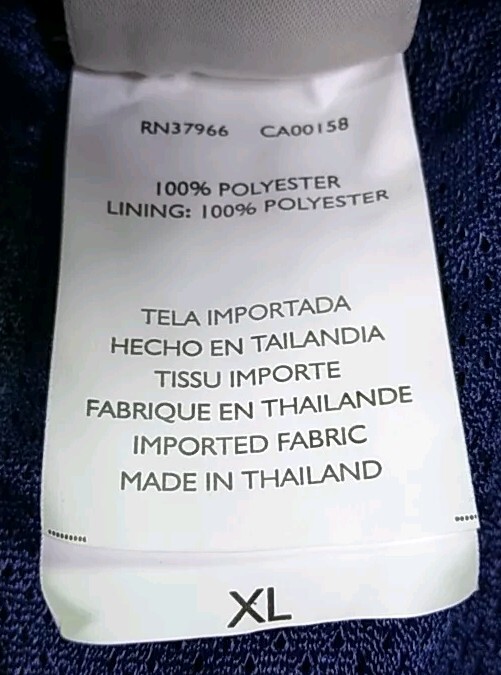 RN37966 CA00158
100% POLYESTER
LINING: 100% POLYESTER
TELA IMPORTADA
HECHO EN TAILANDIA
TISSU IMPORTE
FABRIQUE EN THAILANDE
IMPORTED FABRIC
MADE IN THAILAND
XL